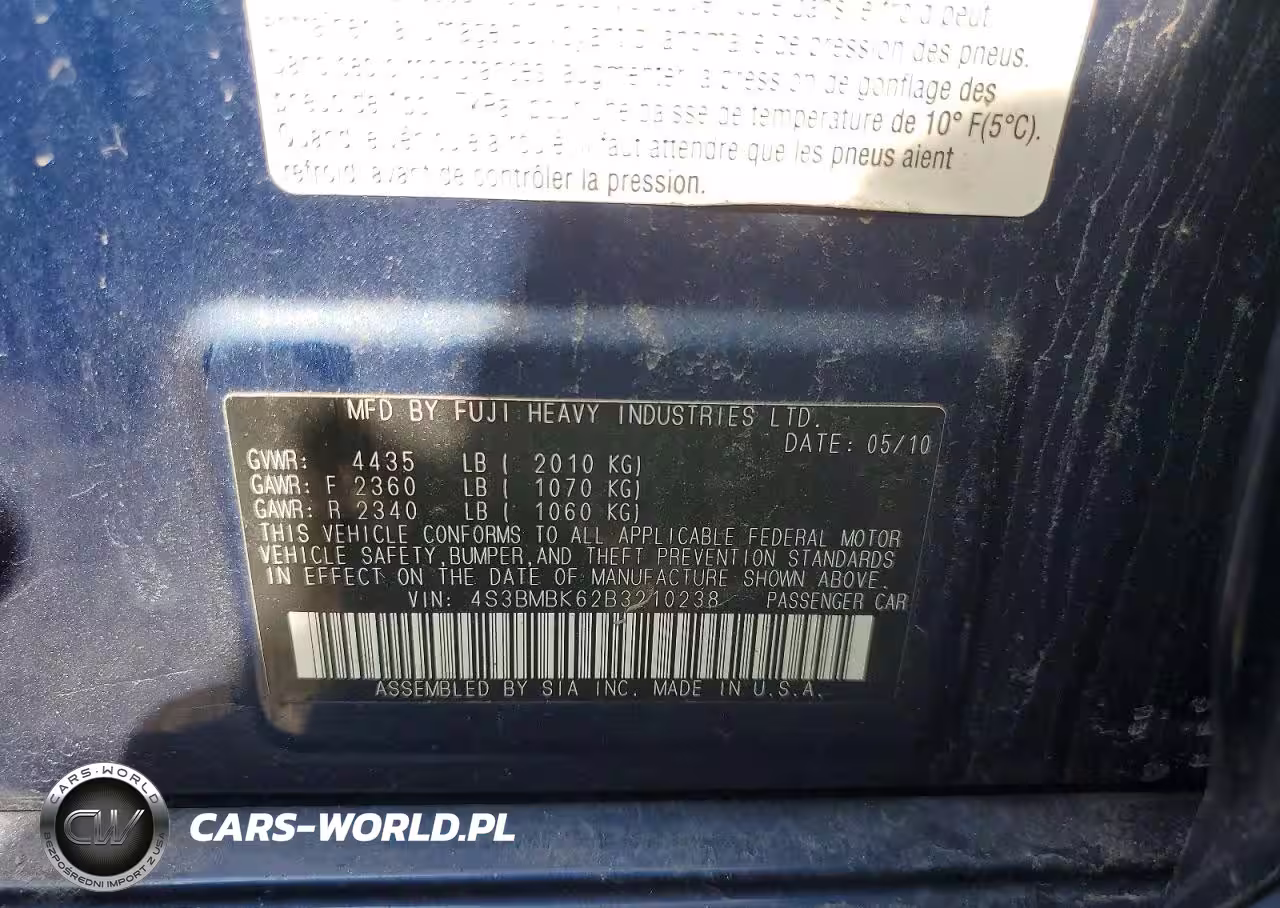 pression des pneus.
augmenter la pression de gonflage des
baisse de température de 10° F(5°C).
faut attendre que les pneus aient
refroidi avant de contrôler la pression.
MFD BY FUJI HEAVY INDUSTRIES LTD.
DATE: 05/10
GVWR: 4435 LB ( 2010 KG)
GAWR: F 2360 LB ( 1070 KG)
GAWR: R 2340 LB ( 1060 KG)
THIS VEHICLE CONFORMS TO ALL APPLICABLE FEDERAL MOTOR
VEHICLE SAFETY,BUMPER,AND THEFT PREVENTION STANDARDS
IN EFFECT ON THE DATE OF MANUFACTURE SHOWN ABOVE.
VIN: 4S3BMBK62B3210238 PASSENGER CAR
ASSEMBLED BY SIA INC. MADE IN U.S.A.
CARS-WORLD
CW
BEZPOŚREDNI IMPORT Z USA
CARS-WORLD.PL